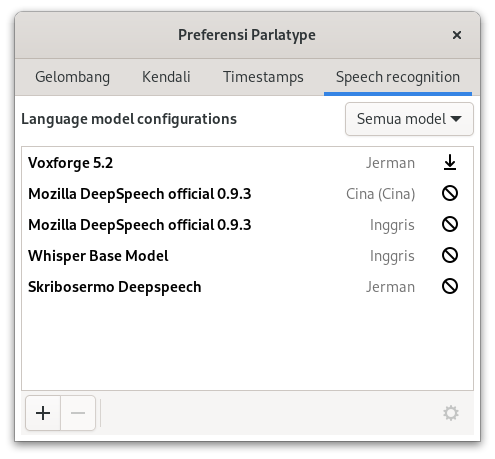 Preferensi Parlatype
Gelombang Kendali Timestamps Speech recognition
Language model configurations Semua model
Voxforge 5.2 Jerman
Mozilla DeepSpeech official 0.9.3 Cina (Cina)
Mozilla DeepSpeech official 0.9.3 Inggris
Whisper Base Model Inggris
Skribosermo Deepspeech Jerman